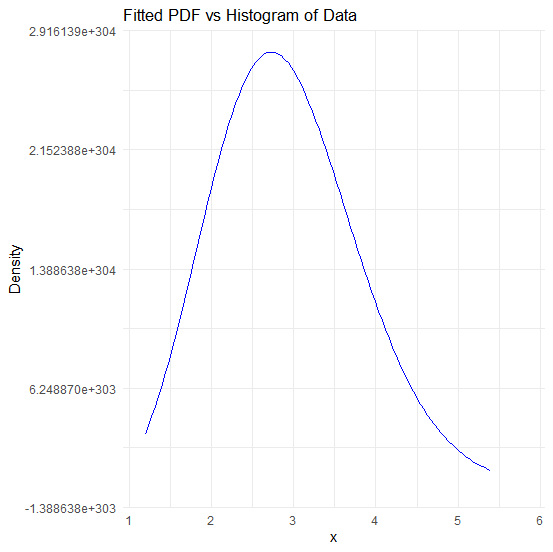 Fitted PDF vs Histogram of Data
2.916139e+304
2.152388e+304
1.388638e+304
6.248870e+303
-1.388638e+303
Density
1 2 3 4 5 6
x